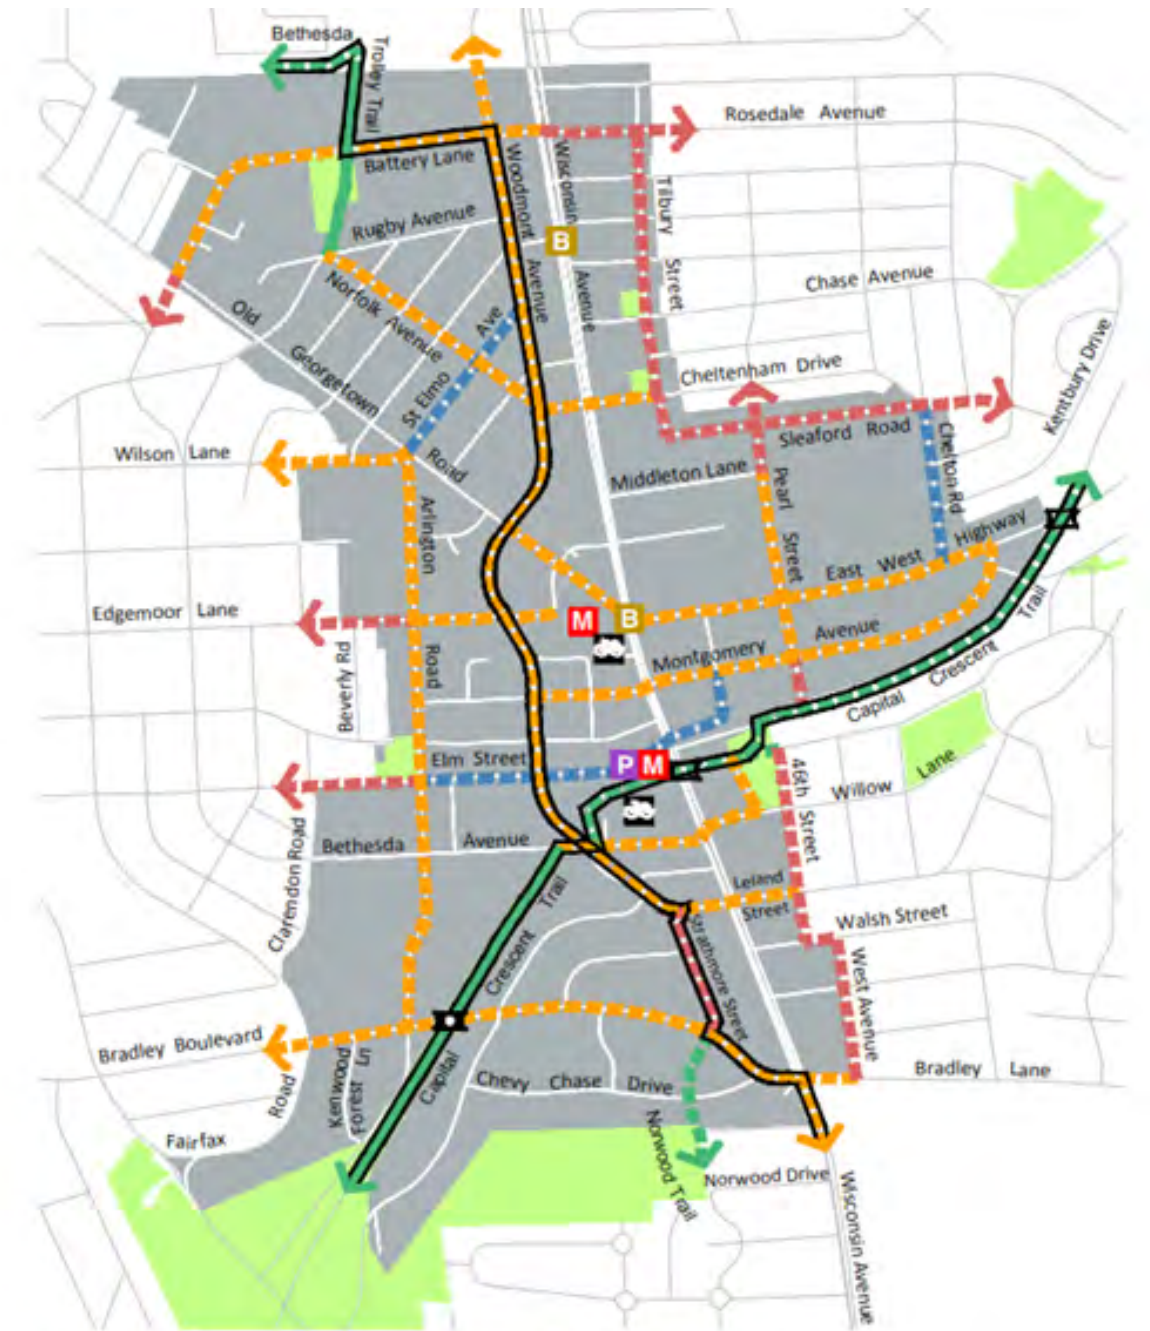 Bethesda
Trolley Trail
Rosedale Avenue
Battery Lane
Woodmont
Avenue
Wisconsin
Avenue
Tilbury
Street
Rugby Avenue
B
Chase Avenue
Norfolk Avenue
Old
Georgetown
Road
St Elmo
Ave
Cheltenham Drive
Kentbury Drive
Sleaford Road
Chelton Rd
Wilson Lane
Middleton Lane
Pearl
Street
Arlington
Road
East West Highway
Edgemoor Lane
M
B
Beverly Rd
Montgomery Avenue
Capital Crescent Trail
Elm Street
P M
46th Street
Willow Lane
Clarendon Road
Bethesda Avenue
Leland
Street
Walsh Street
Strathmore Street
West Avenue
Capital Crescent Trail
Bradley Boulevard
Bradley Lane
Kenwood
Forest Ln
Chevy Chase Drive
Fairfax
Road
Norwood Trail
Norwood Drive
Wisconsin Avenue